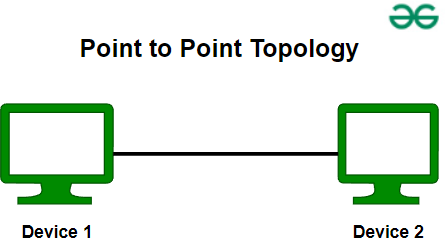 Point to Point Topology
Device 1
Device 2